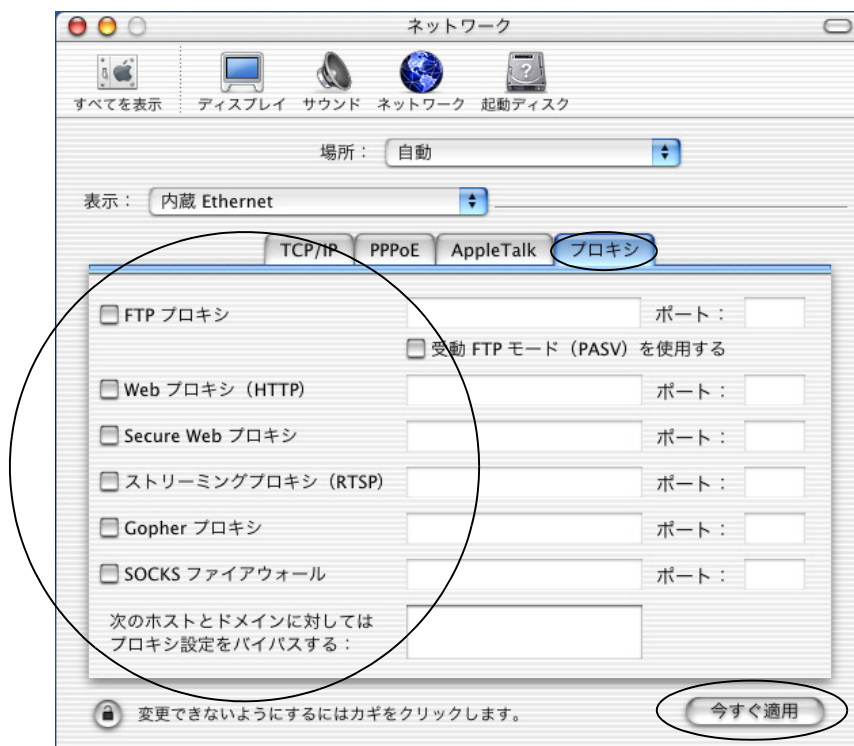 ネットワーク
すべてを表示 ディスプレイ サウンド ネットワーク 起動ディスク
場所： 自動
表示： 内蔵 Ethernet
TCP/IP PPPoE AppleTalk プロキシ
FTP プロキシ ポート：
受動 FTP モード（PASV）を使用する
Web プロキシ（HTTP） ポート：
Secure Web プロキシ ポート：
ストリーミングプロキシ（RTSP） ポート：
Gopher プロキシ ポート：
SOCKS ファイアウォール ポート：
次のホストとドメインに対しては
プロキシ設定をバイパスする：
変更できないようにするにはカギをクリックします。 今すぐ適用